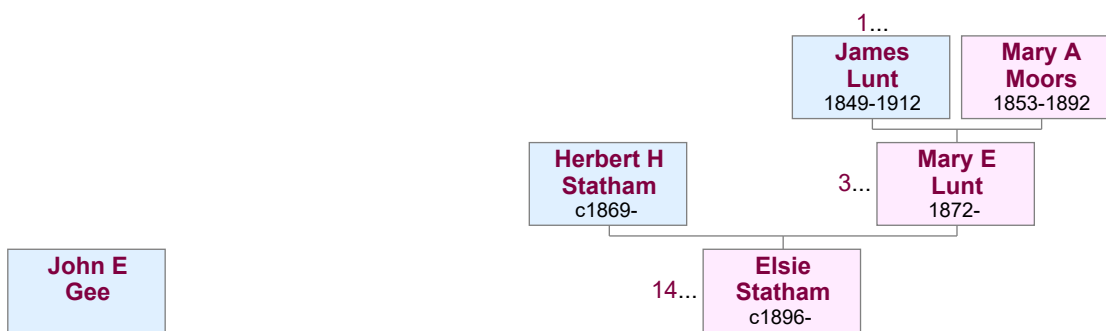 1...
James
Lunt
1849-1912
Mary A
Moors
1853-1892
Herbert H
Statham
c1869-
3...
Mary E
Lunt
1872-
John E
Gee
14...
Elsie
Statham
c1896-